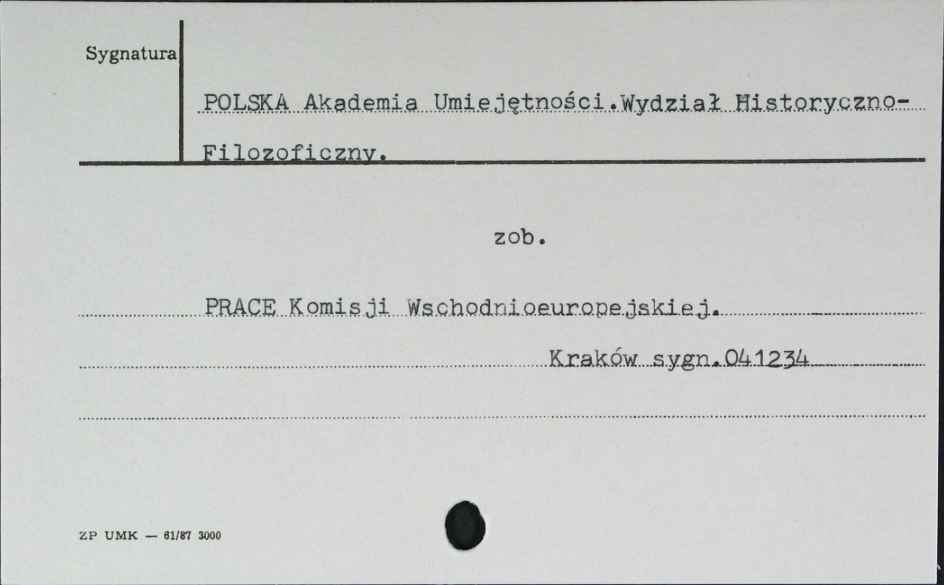 Sygnatura
POLSKA Akademia Umiejętności.Wydział Historyczno-
Filozoficzny.
zob.
PRACE Komisji Wschodnioeuropejskiej.
Kraków sygn.041234
ZP UMK — 61/87 3000